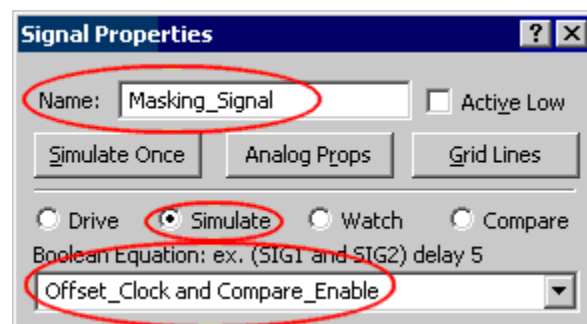 Signal Properties ? X
Name: Masking_Signal Active Low
Simulate Once Analog Props Grid Lines
Drive Simulate Watch Compare
Boolean Equation: ex. (SIG1 and SIG2) delay 5
Offset_Clock and Compare_Enable